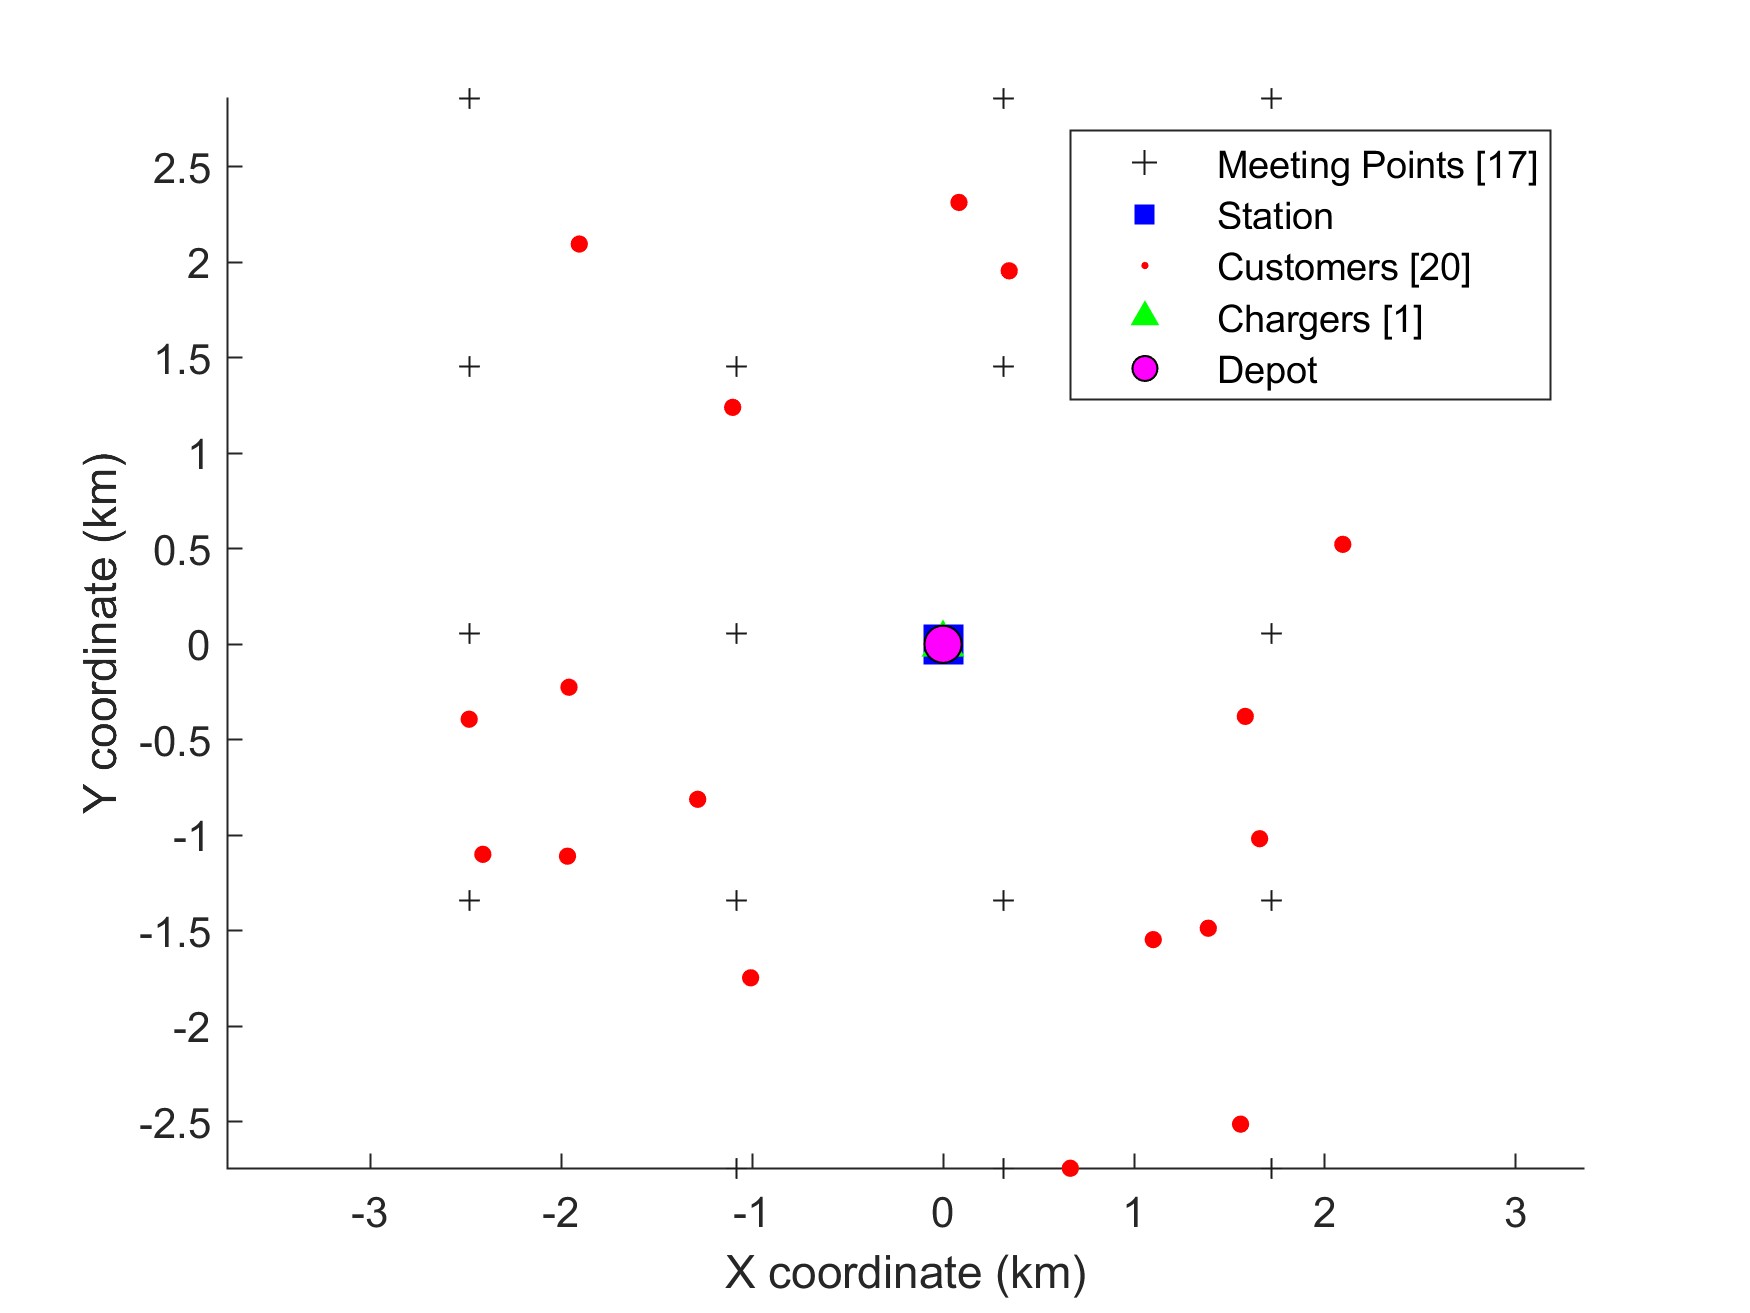 Meeting Points [17]
Station
Customers [20]
Chargers [1]
Depot
2.5
2
1.5
1
0.5
0
-0.5
-1
-1.5
-2
-2.5
Y coordinate (km)
-3 -2 -1 0 1 2 3
X coordinate (km)